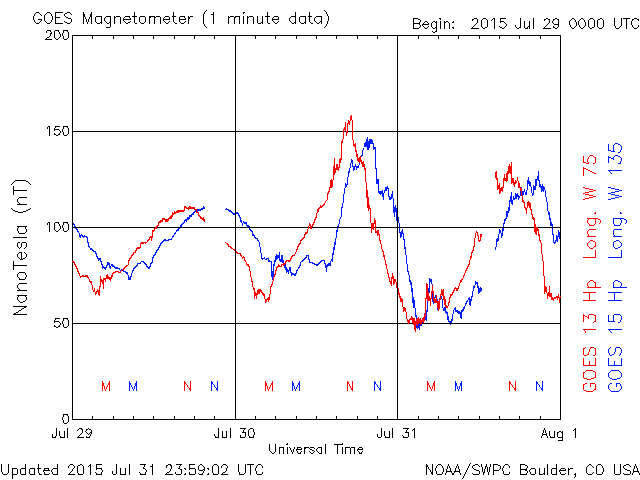 GOES Magnetometer (1 minute data)
Begin: 2015 Jul 29 0000 UTC
200
150
100
50
0
NanoTesla (nT)
M M N N M M N N M M N N
Jul 29 Jul 30 Jul 31 Aug 1
Universal Time
GOES 13 Hp Long. W 75
GOES 15 Hp Long. W 135
Updated 2015 Jul 31 23:59:02 UTC
NOAA/SWPC Boulder, CO USA